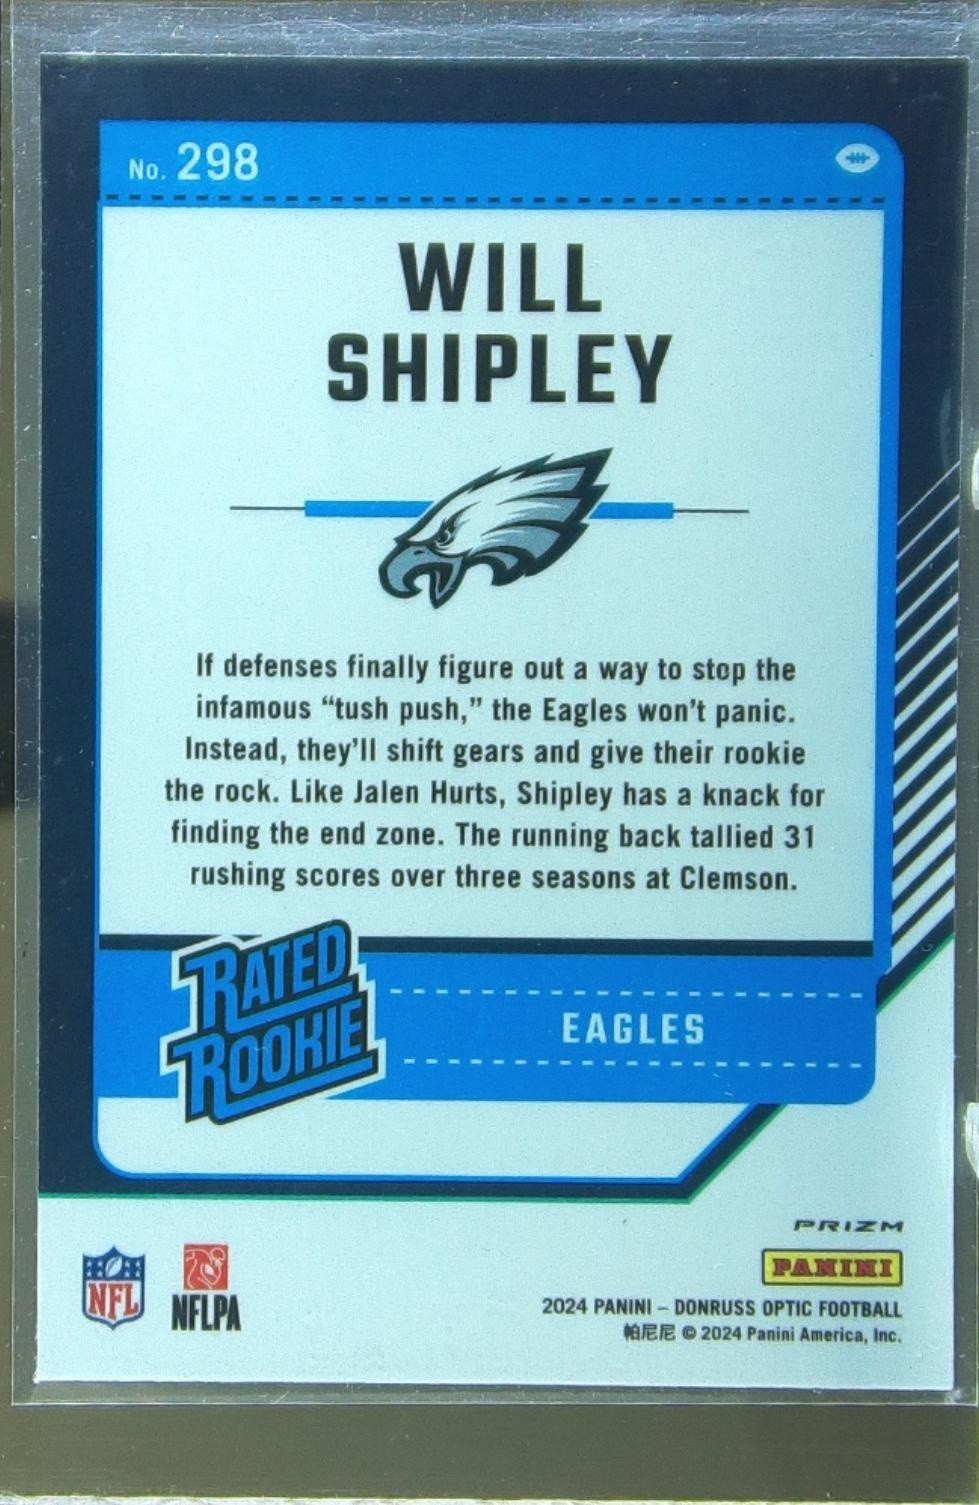 No. 298
WILL
SHIPLEY
If defenses finally figure out a way to stop the
infamous “tush push,” the Eagles won’t panic.
Instead, they’ll shift gears and give their rookie
the rock. Like Jalen Hurts, Shipley has a knack for
finding the end zone. The running back tallied 31
rushing scores over three seasons at Clemson.
RATED
ROOKIE
EAGLES
PRIZM
PANINI
NFL
NFLPA
2024 PANINI – DONRUSS OPTIC FOOTBALL
帕尼尼 © 2024 Panini America, Inc.